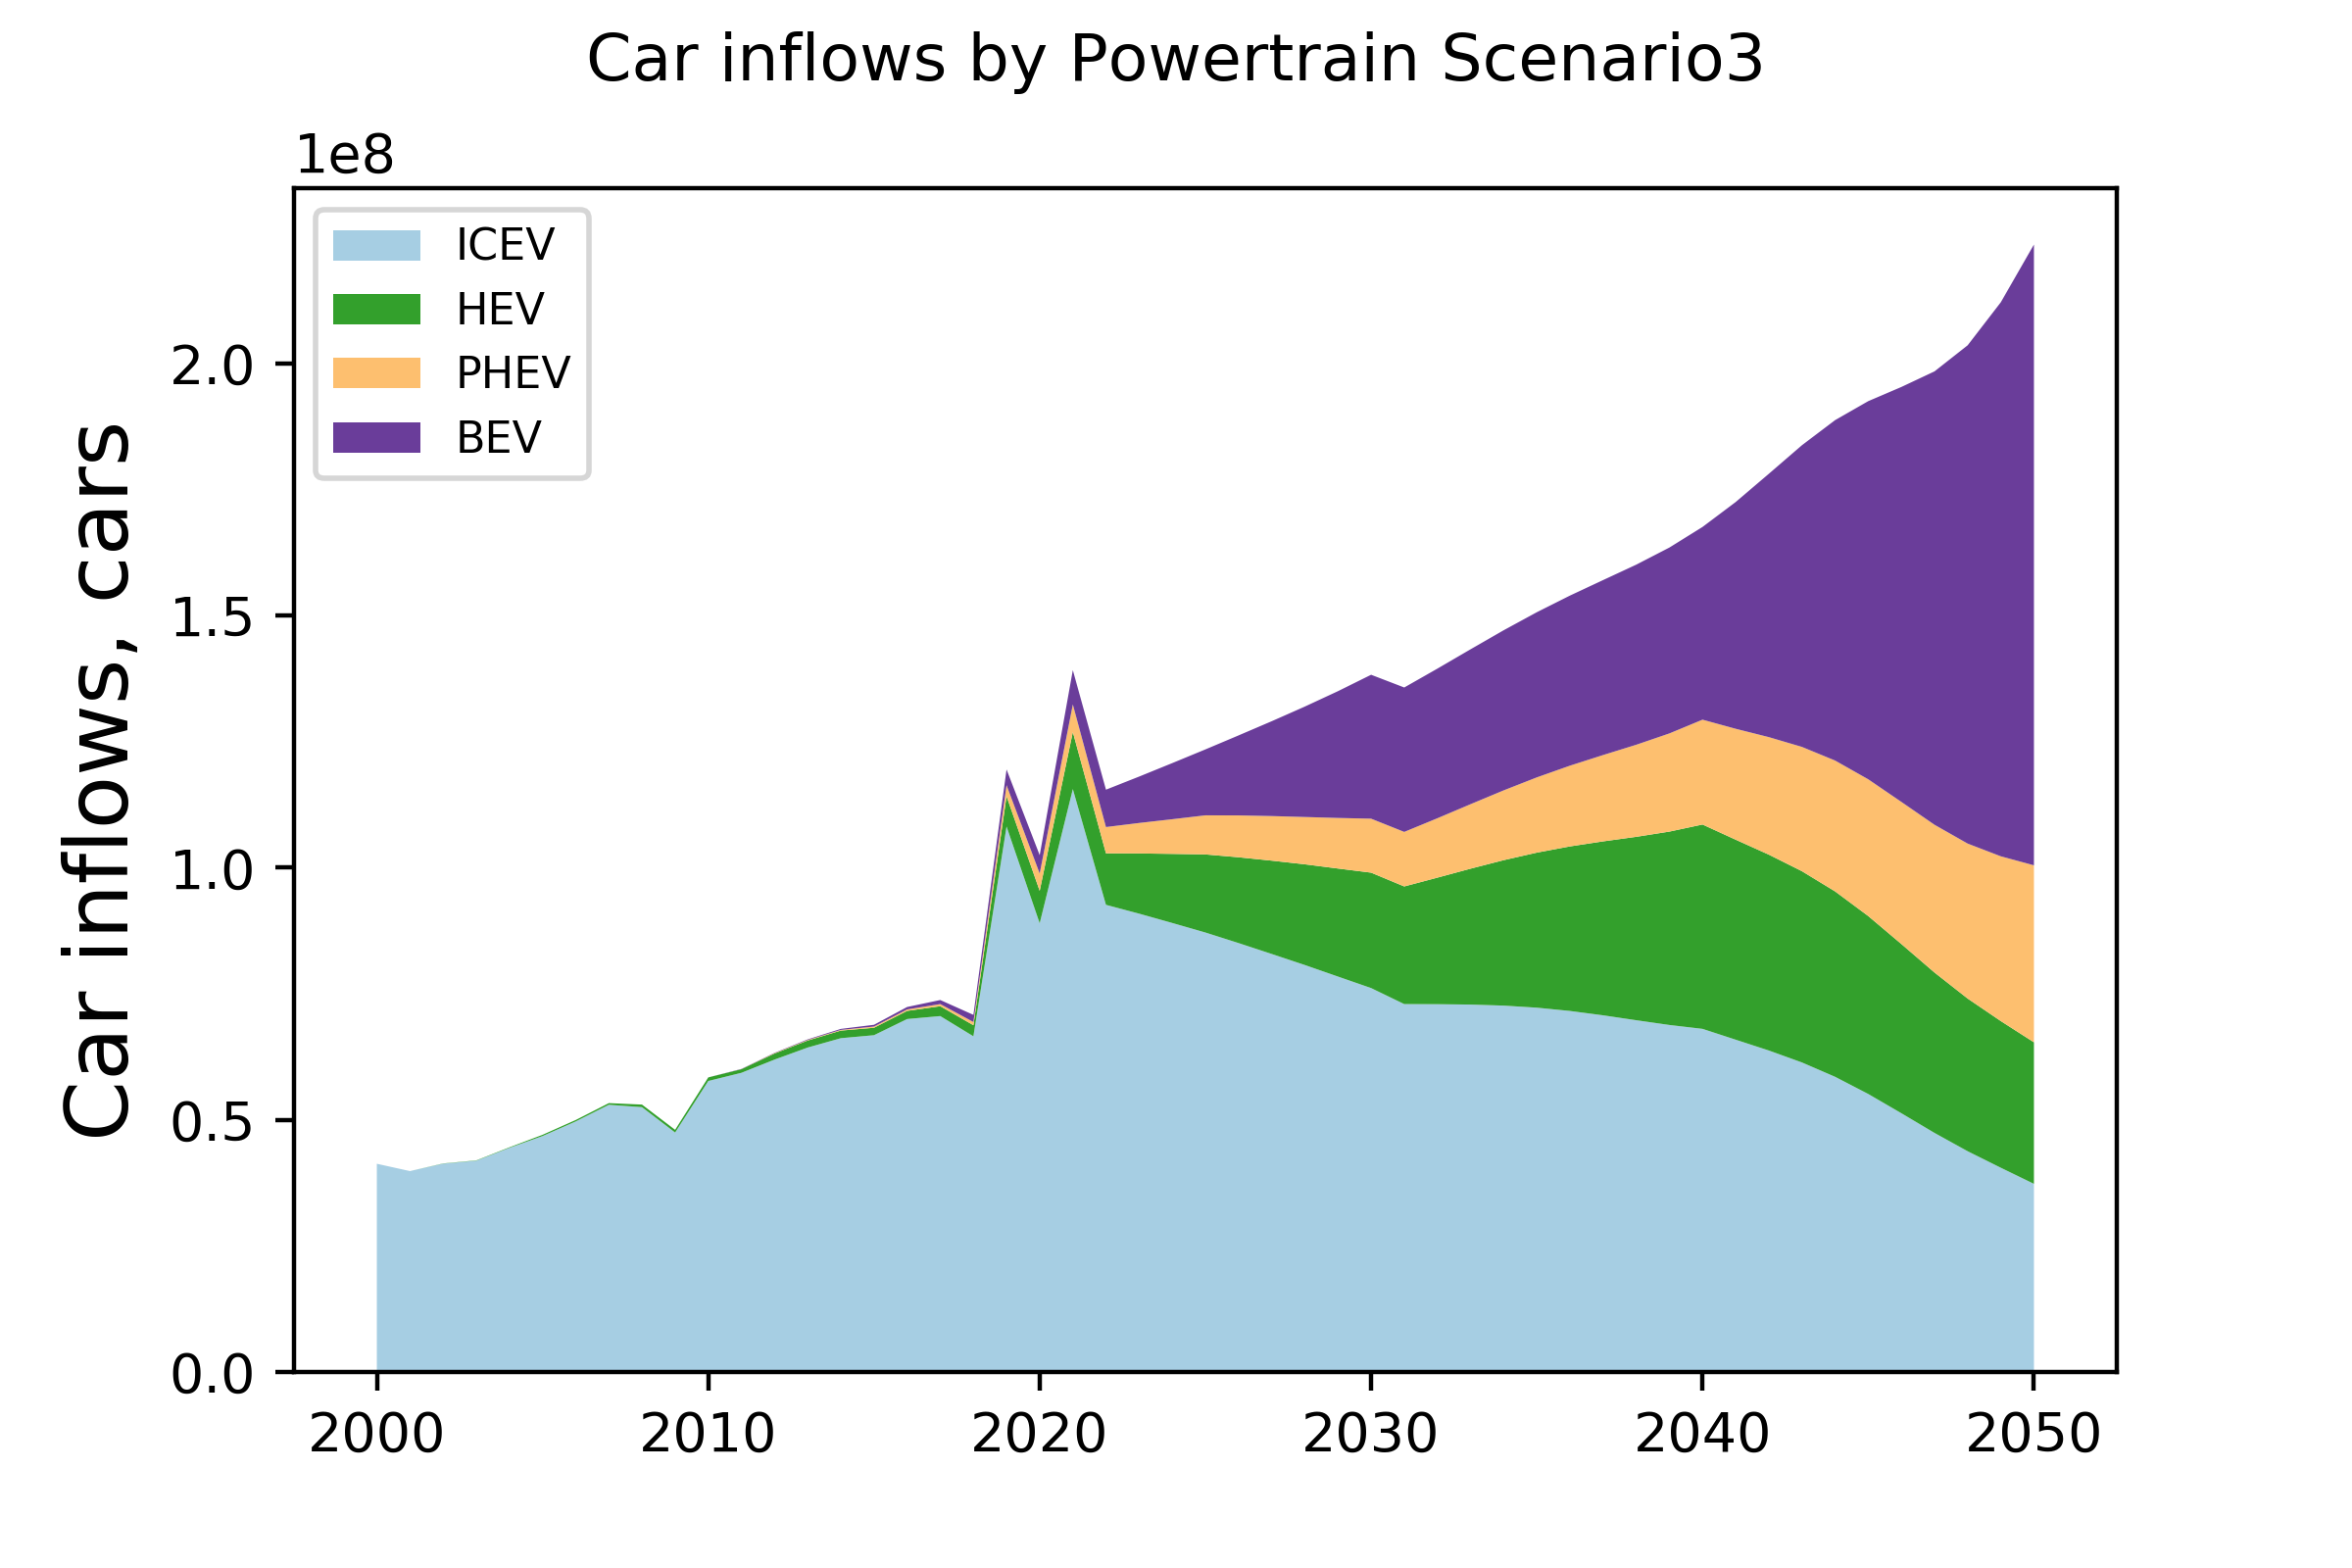 Car inflows by Powertrain Scenario3
1e8
ICEV
HEV
PHEV
BEV
Car inflows, cars
2.0
1.5
1.0
0.5
0.0
2000 2010 2020 2030 2040 2050